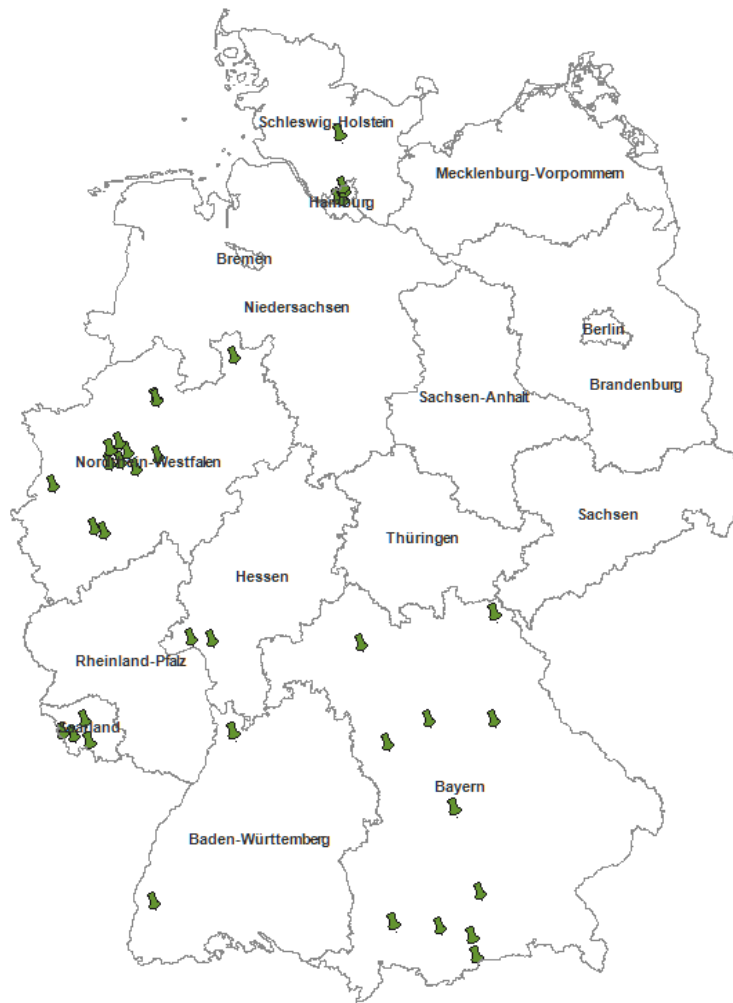 Schleswig-Holstein
Mecklenburg-Vorpommern
Hamburg
Bremen
Niedersachsen
Berlin
Brandenburg
Sachsen-Anhalt
Nordrhein-Westfalen
Sachsen
Thüringen
Hessen
Rheinland-Pfalz
Saarland
Bayern
Baden-Württemberg